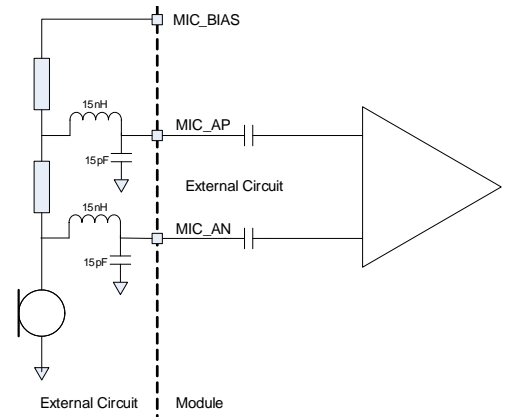 MIC_BIAS
15nH
MIC_AP
15pF
External Circuit
15nH
MIC_AN
15pF
External Circuit
Module